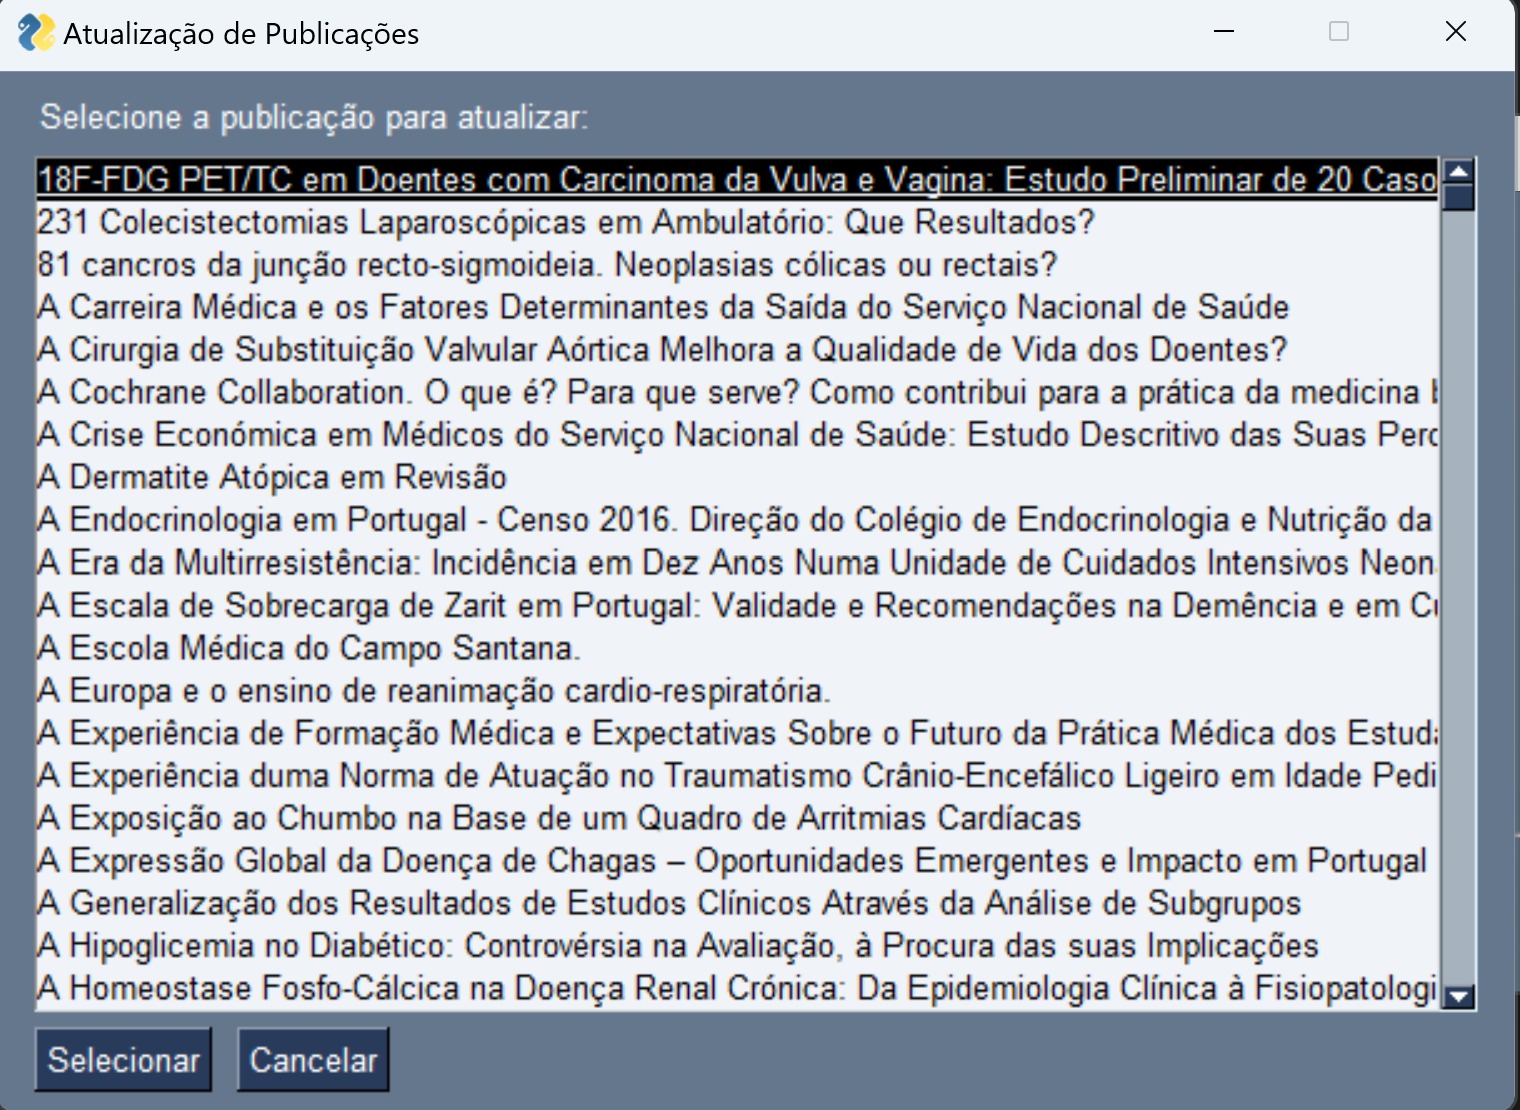 Atualização de Publicações
Selecione a publicação para atualizar:
18F-FDG PET/TC em Doentes com Carcinoma da Vulva e Vagina: Estudo Preliminar de 20 Caso
231 Colecistectomias Laparoscópicas em Ambulatório: Que Resultados?
81 cancros da junção recto-sigmoideia. Neoplasias cólicas ou rectais?
A Carreira Médica e os Fatores Determinantes da Saída do Serviço Nacional de Saúde
A Cirurgia de Substituição Valvular Aórtica Melhora a Qualidade de Vida dos Doentes?
A Cochrane Collaboration. O que é? Para que serve? Como contribui para a prática da medicina
A Crise Económica em Médicos do Serviço Nacional de Saúde: Estudo Descritivo das Suas Perc
A Dermatite Atópica em Revisão
A Endocrinologia em Portugal - Censo 2016. Direção do Colégio de Endocrinologia e Nutrição da
A Era da Multirresistência: Incidência em Dez Anos Numa Unidade de Cuidados Intensivos Neon
A Escala de Sobrecarga de Zarit em Portugal: Validade e Recomendações na Demência e em
A Escola Médica do Campo Santana.
A Europa e o ensino de reanimação cardio-respiratória.
A Experiência de Formação Médica e Expectativas Sobre o Futuro da Prática Médica dos Estud
A Experiência duma Norma de Atuação no Traumatismo Crânio-Encefálico Ligeiro em Idade Pedi
A Exposição ao Chumbo na Base de um Quadro de Arritmias Cardíacas
A Expressão Global da Doença de Chagas – Oportunidades Emergentes e Impacto em Portugal
A Generalização dos Resultados de Estudos Clínicos Através da Análise de Subgrupos
A Hipoglicemia no Diabético: Controvérsia na Avaliação, à Procura das suas Implicações
A Homeostase Fosfo-Cálcica na Doença Renal Crónica: Da Epidemiologia Clínica à Fisiopatologi
Selecionar
Cancelar